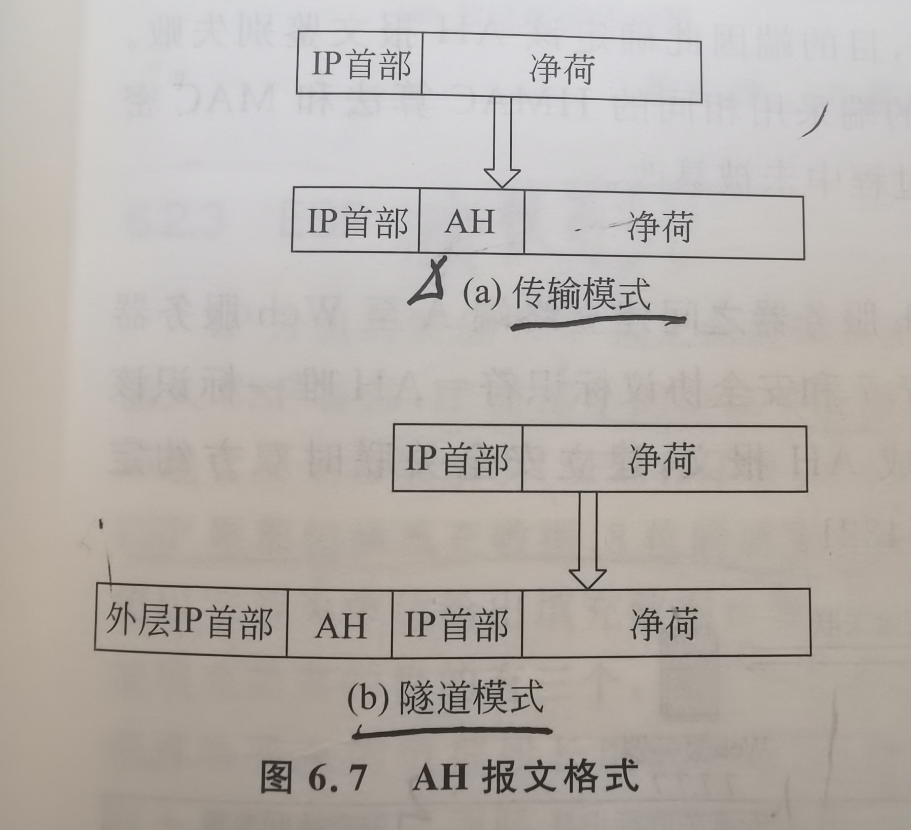 IP首部 净荷
IP首部 AH 净荷
(a) 传输模式
IP首部 净荷
外层IP首部 AH IP首部 净荷
(b) 隧道模式
图 6.7 AH 报文格式